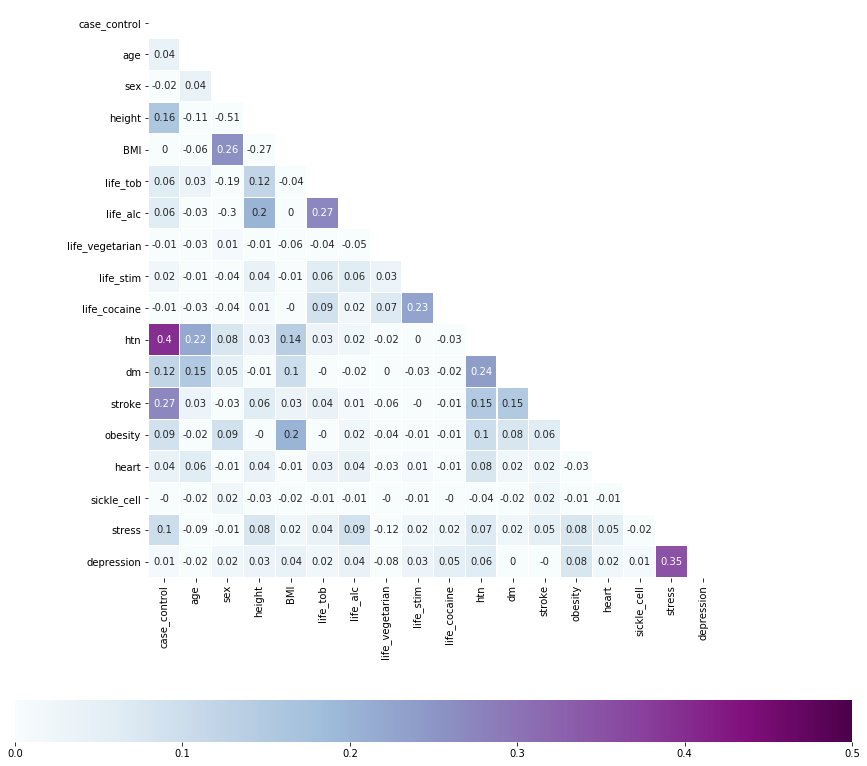 case_control
age 0.04
sex -0.02 0.04
height 0.16 -0.11 -0.51
BMI 0 -0.06 0.26 -0.27
life_tob 0.06 0.03 -0.19 0.12 -0.04
life_alc 0.06 -0.03 -0.3 0.2 0 0.27
life_vegetarian -0.01 -0.03 0.01 -0.01 -0.06 -0.04 -0.05
life_stim 0.02 -0.01 -0.04 0.04 -0.01 0.06 0.06 0.03
life_cocaine -0.01 -0.03 -0.04 0.01 -0 0.09 0.02 0.07 0.23
htn 0.4 0.22 0.08 0.03 0.14 0.03 0.02 -0.02 0 -0.03
dm 0.12 0.15 0.05 -0.01 0.1 -0 -0.02 0 -0.03 -0.02 0.24
stroke 0.27 0.03 -0.03 0.06 0.03 0.04 0.01 -0.06 -0 -0.01 0.15 0.15
obesity 0.09 -0.02 0.09 -0 0.2 -0 0.02 -0.04 -0.01 -0.01 0.1 0.08 0.06
heart 0.04 0.06 -0.01 0.04 -0.01 0.03 0.04 -0.03 0.01 -0.01 0.08 0.02 0.02 -0.03
sickle_cell -0 -0.02 0.02 -0.03 -0.02 -0.01 -0.01 -0 -0.01 -0 -0.04 -0.02 0.02 -0.01 -0.01
stress 0.1 -0.09 -0.01 0.08 0.02 0.04 0.09 -0.12 0.02 0.02 0.07 0.02 0.05 0.08 0.05 -0.02
depression 0.01 -0.02 0.02 0.03 0.04 0.02 0.04 -0.08 0.03 0.05 0.06 0 -0 0.08 0.02 0.01 0.35
case_control age sex height BMI life_tob life_alc life_vegetarian life_stim life_cocaine htn dm stroke obesity heart sickle_cell stress depression
0.0 0.1 0.2 0.3 0.4 0.5